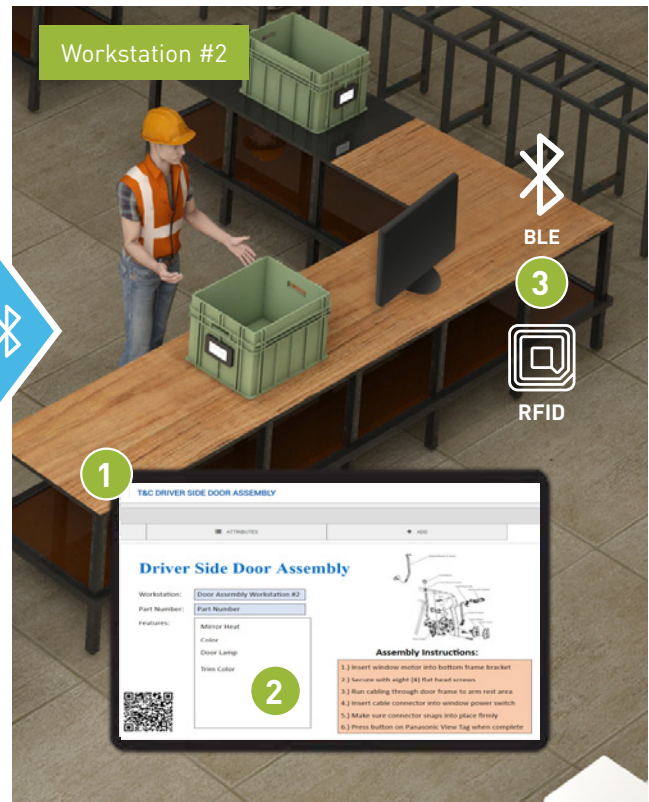 Workstation #2
BLE
3
RFID
1
T&C DRIVER SIDE DOOR ASSEMBLY
ATTRIBUTES
+ ADD
Driver Side Door Assembly
Workstation: Door Assembly Workstation #2
Part Number: Part Number
Features:
Mirror Heat
Color
Door Lamp
Trim Color
2
Assembly Instructions:
1.) Insert window motor into bottom frame bracket
2.) Secure with eight (8) flat head screws
3.) Run cabling through door frame to arm rest area
4.) Insert cable connector into window power switch
5.) Make sure connector snaps into place firmly
6.) Press button on Panasonic View Tag when complete